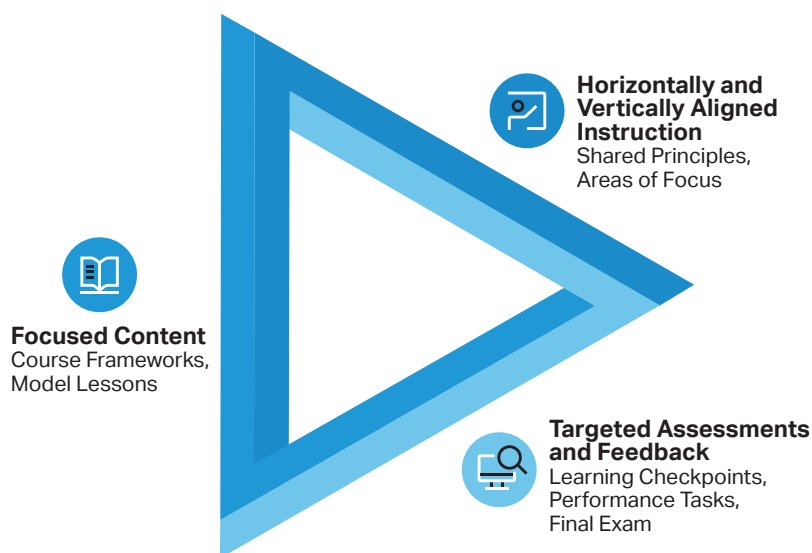 Horizontally and
Vertically Aligned
Instruction
Shared Principles,
Areas of Focus
Focused Content
Course Frameworks,
Model Lessons
Targeted Assessments
and Feedback
Learning Checkpoints,
Performance Tasks,
Final Exam